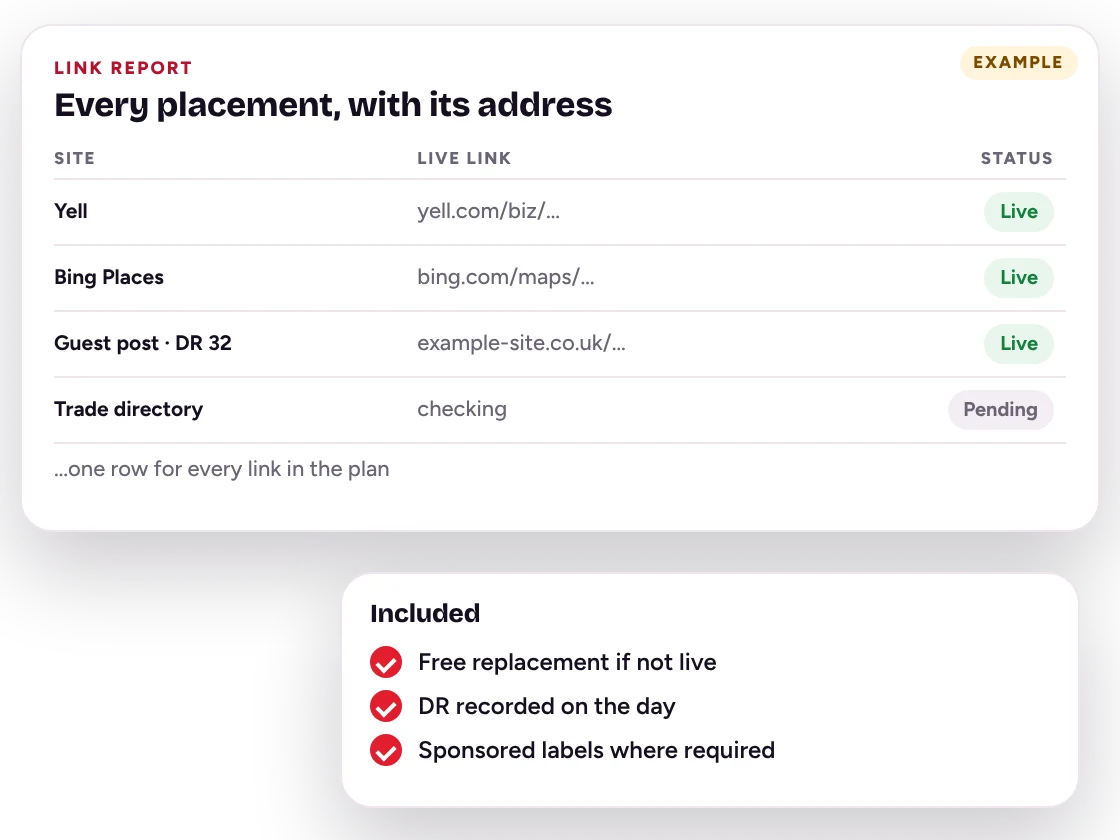 LINK REPORT
EXAMPLE
Every placement, with its address
SITE LIVE LINK STATUS
Yell yell.com/biz/... Live
Bing Places bing.com/maps/... Live
Guest post · DR 32 example-site.co.uk/... Live
Trade directory checking Pending
...one row for every link in the plan
Included
Free replacement if not live
DR recorded on the day
Sponsored labels where required